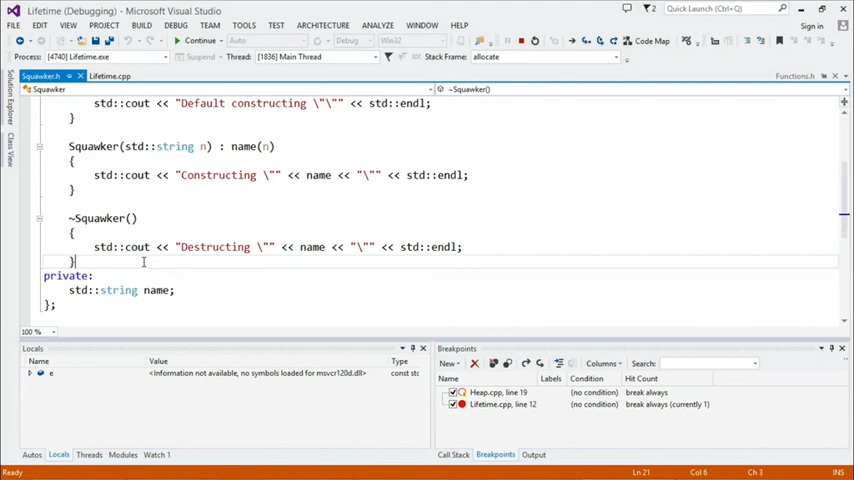 Lifetime (Debugging) - Microsoft Visual Studio
2
Quick Launch (Ctrl+Q)
FILE EDIT VIEW PROJECT BUILD DEBUG TEAM TOOLS TEST ARCHITECTURE ANALYZE WINDOW HELP
Sign in
Continue Auto Debug Win32 Code Map
Process: [4740] Lifetime.exe Suspend Thread: [1836] Main Thread Stack Frame: allocate
Squawker.h Lifetime.cpp Functions.h
Squawker ~Squawker()
Solution Explorer
Class View
std::cout << "Default constructing \"\"" << std::endl;
}
Squawker(std::string n) : name(n)
{
std::cout << "Constructing \"" << name << "\"" << std::endl;
}
~Squawker()
{
std::cout << "Destructing \"" << name << "\"" << std::endl;
}
private:
std::string name;
};
100 %
Locals
Name Value Type
e <Information not available, no symbols loaded for msvcr120d.dll> const stc
Autos Locals Threads Modules Watch 1
Breakpoints
New Columns Search:
Name Labels Condition Hit Count
Heap.cpp, line 19 (no condition) break always
Lifetime.cpp, line 12 (no condition) break always (currently 1)
Call Stack Breakpoints Output
Ready Ln 21 Col 6 Ch 3 INS